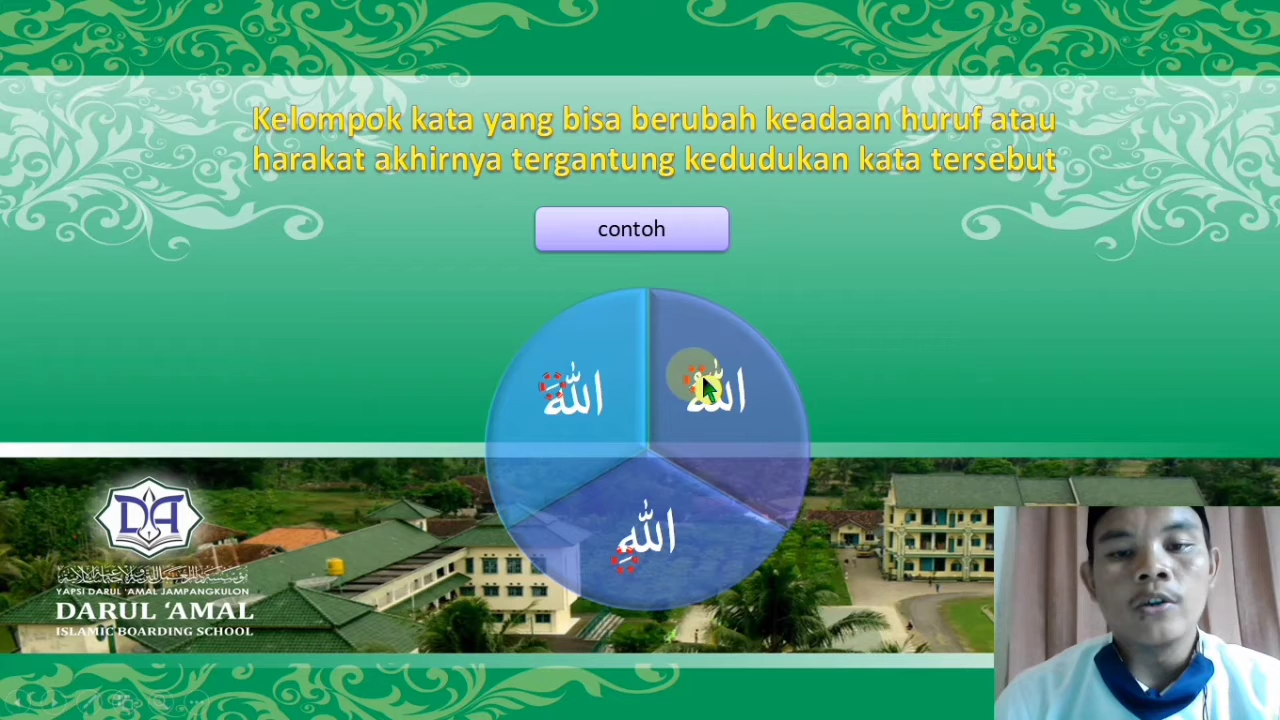 Kelompok kata yang bisa berubah keadaan huruf atau
harakat akhirnya tergantung kedudukan kata tersebut
contoh
اللهَ
اللهُ
اللهِ
DA
YAPSI DARUL 'AMAL JAMPANGKULON
DARUL 'AMAL
ISLAMIC BOARDING SCHOOL